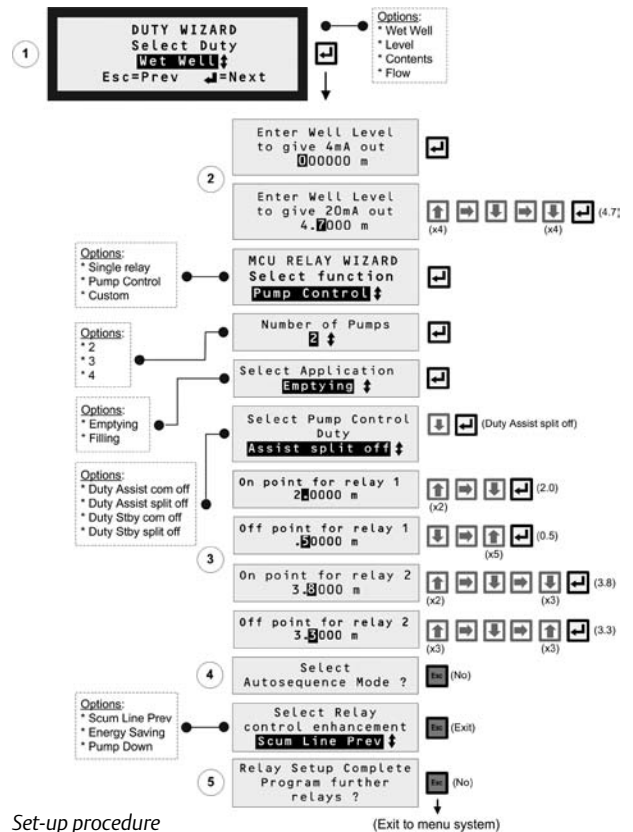 DUTY WIZARD
Select Duty
Wet Well
Esc=Prev ↵=Next
Options:
* Wet Well
* Level
* Contents
* Flow
1
Enter Well Level
to give 4mA out
000000 m
2
Enter Well Level
to give 20mA out
4.7000 m
(x4)
(x4)
(4.7)
Options:
* Single relay
* Pump Control
* Custom
MCU RELAY WIZARD
Select function
Pump Control
Options:
* 2
* 3
* 4
Number of Pumps
2
Options:
* Emptying
* Filling
Select Application
Emptying
Options:
* Duty Assist com off
* Duty Assist split off
* Duty Stby com off
* Duty Stby split off
Select Pump Control
Duty
Assist split off
(Duty Assist split off)
On point for relay 1
2.0000 m
(x2)
(2.0)
3
Off point for relay 1
.50000 m
(x5)
(0.5)
On point for relay 2
3.8000 m
(x2)
(x3)
(3.8)
Off point for relay 2
3.3000 m
(x3)
(x3)
(3.3)
4
Select
Autosequence Mode ?
Esc (No)
Options:
* Scum Line Prev
* Energy Saving
* Pump Down
Select Relay
control enhancement
Scum Line Prev
Esc (Exit)
5
Relay Setup Complete
Program further
relays ?
Esc (No)
Set-up procedure
(Exit to menu system)